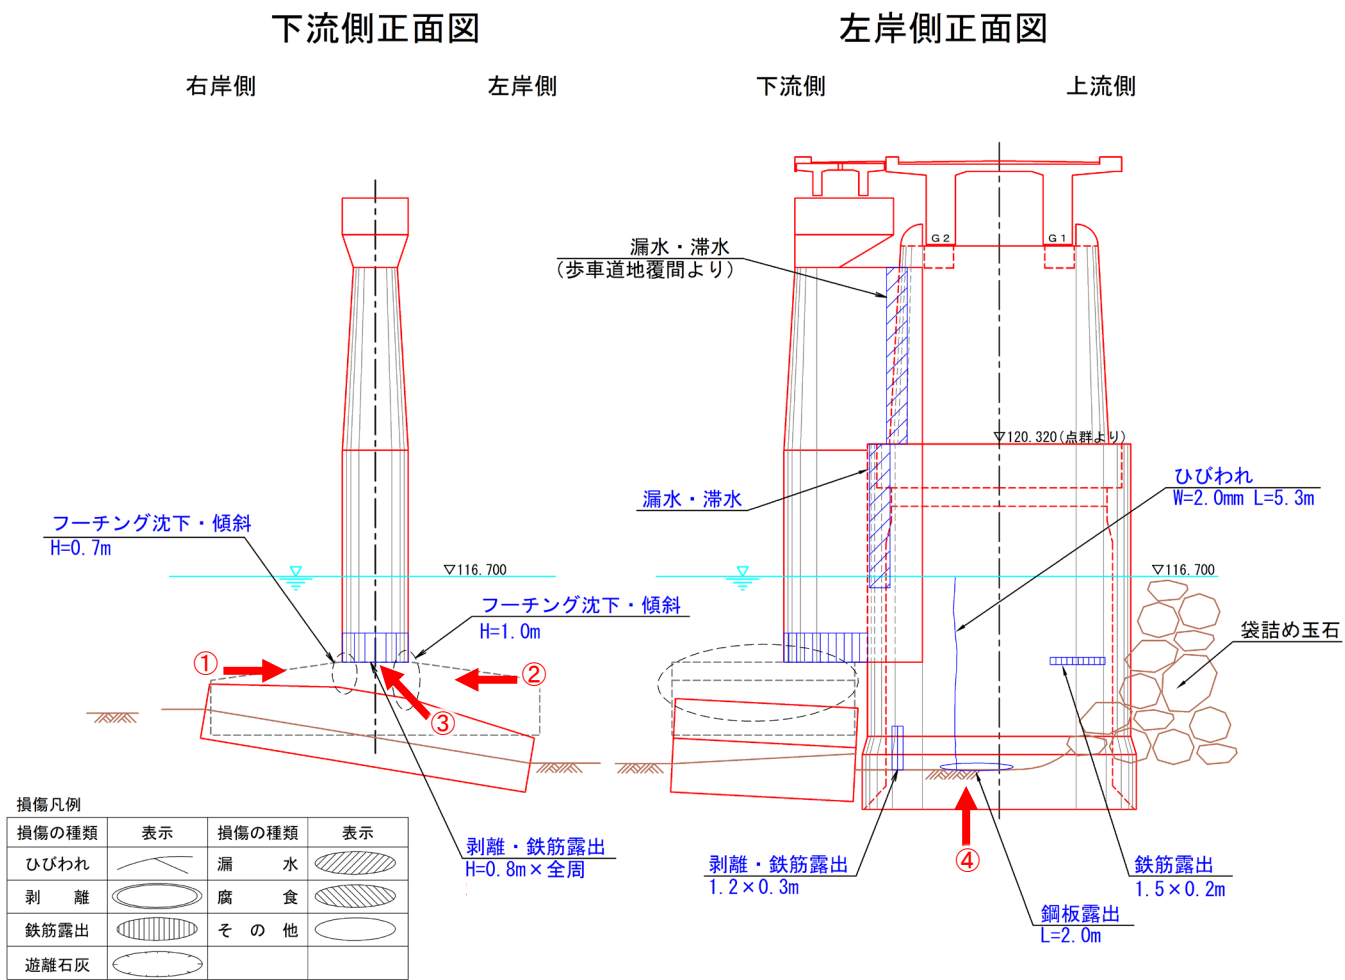 下流側正面図
左岸側正面図
右岸側
左岸側
下流側
上流側
G2
G1
漏水・滞水
(歩車道地覆間より)
▽120.320(点群より)
ひびわれ
W=2.0mm L=5.3m
漏水・滞水
フーチング沈下・傾斜
H=0.7m
▽116.700
▽116.700
フーチング沈下・傾斜
H=1.0m
袋詰め玉石
①
②
③
剥離・鉄筋露出
H=0.8m×全周
剥離・鉄筋露出
1.2×0.3m
④
鉄筋露出
1.5×0.2m
鋼板露出
L=2.0m
損傷凡例
損傷の種類 表示 損傷の種類 表示
ひびわれ 漏水
剥離 腐食
鉄筋露出 その他
遊離石灰